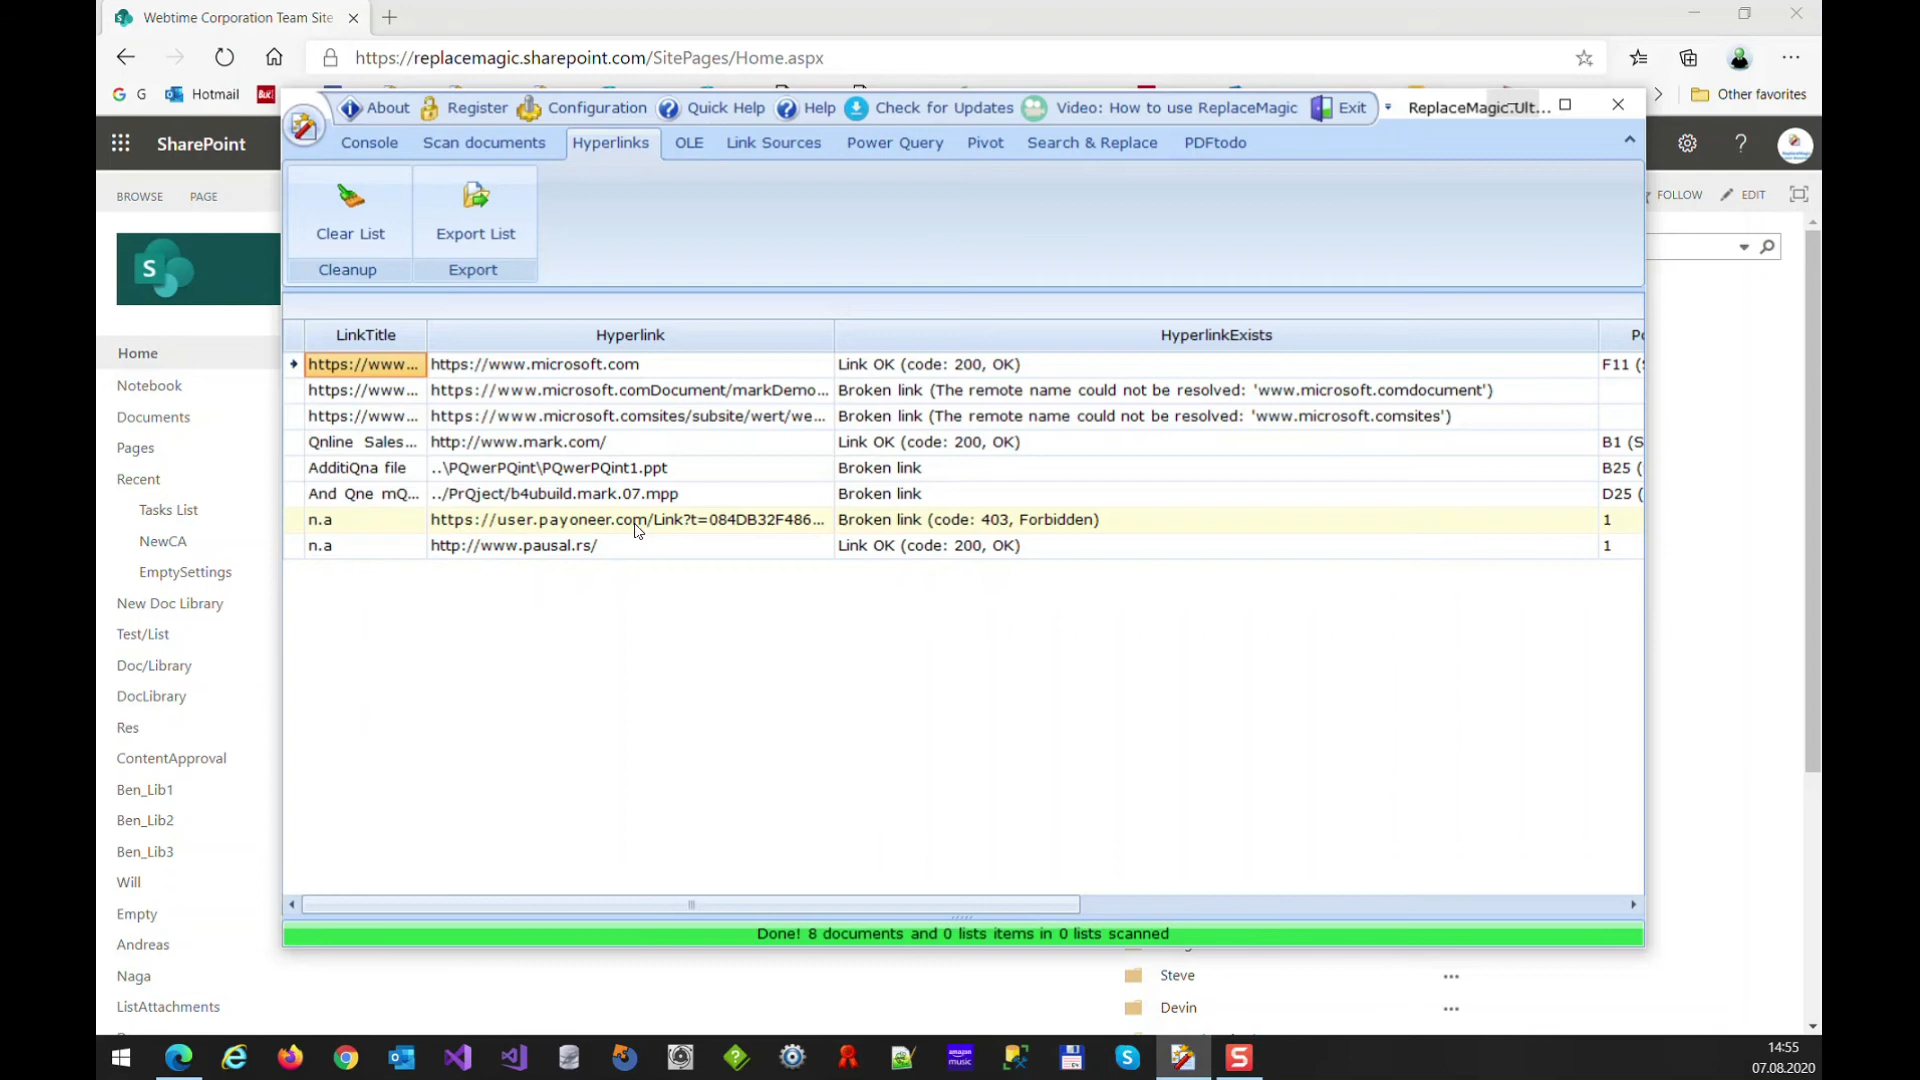 Webtime Corporation Team Site
https://replacemagic.sharepoint.com/SitePages/Home.aspx
G Hotmail
Other favorites
About Register Configuration Quick Help Help Check for Updates Video: How to use ReplaceMagic Exit ReplaceMagic.Ult...
SharePoint
Console Scan documents Hyperlinks OLE Link Sources Power Query Pivot Search & Replace PDFtodo
BROWSE PAGE
FOLLOW EDIT
Clear List Export List
Cleanup Export
LinkTitle Hyperlink HyperlinkExists Po
https://www... https://www.microsoft.com Link OK (code: 200, OK) F11 (S
https://www... https://www.microsoft.comDocument/markDemo... Broken link (The remote name could not be resolved: 'www.microsoft.comdocument')
https://www... https://www.microsoft.comsites/subsite/wert/we... Broken link (The remote name could not be resolved: 'www.microsoft.comsites')
Qnline Sales... http://www.mark.com/ Link OK (code: 200, OK) B1 (S
AdditiQna file ..\PQwerPQint\PQwerPQint1.ppt Broken link B25 (
And Qne mQ... ../PrQject/b4ubuild.mark.07.mpp Broken link D25 (
n.a https://user.payoneer.com/Link?t=084DB32F486... Broken link (code: 403, Forbidden) 1
n.a http://www.pausal.rs/ Link OK (code: 200, OK) 1
Home
Notebook
Documents
Pages
Recent
Tasks List
NewCA
EmptySettings
New Doc Library
Test/List
Doc/Library
DocLibrary
Res
ContentApproval
Ben_Lib1
Ben_Lib2
Ben_Lib3
Will
Empty
Andreas
Naga
ListAttachments
Done! 8 documents and 0 lists items in 0 lists scanned
Steve
Devin
amazon music
14:55
07.08.2020